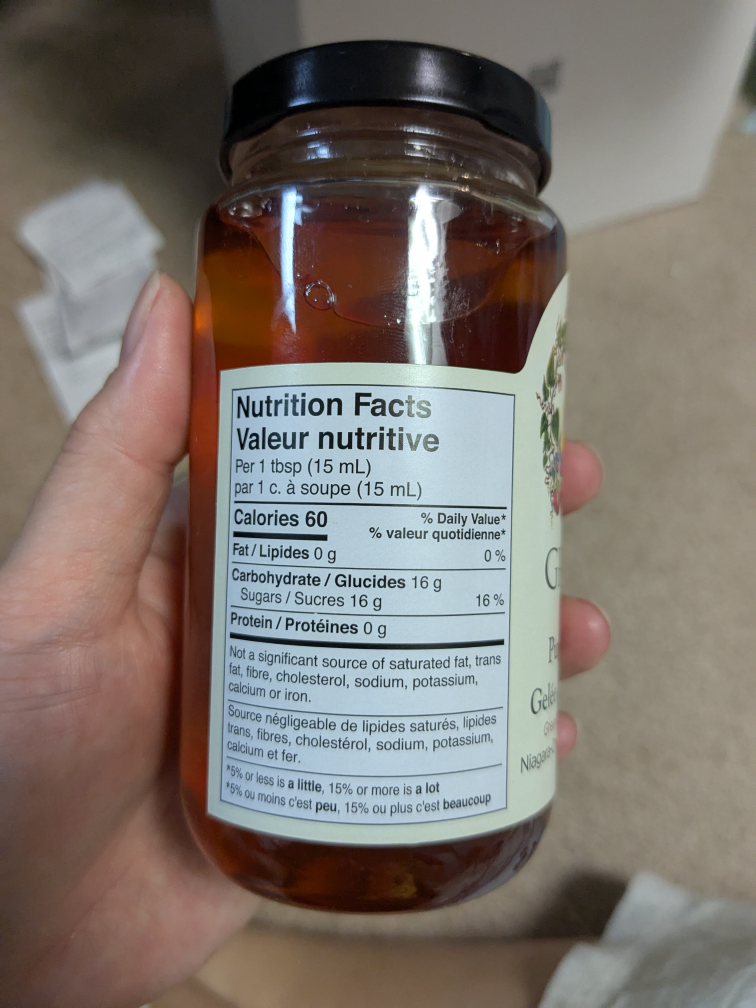 Nutrition Facts
Valeur nutritive
Per 1 tbsp (15 mL)
par 1 c. à soupe (15 mL)
Calories 60
% Daily Value*
% valeur quotidienne*
Fat / Lipides 0 g 0 %
Carbohydrate / Glucides 16 g
Sugars / Sucres 16 g 16 %
Protein / Protéines 0 g
Not a significant source of saturated fat, trans
fat, fibre, cholesterol, sodium, potassium,
calcium or iron.
Source négligeable de lipides saturés, lipides
trans, fibres, cholestérol, sodium, potassium,
calcium et fer.
*5% or less is a little, 15% or more is a lot
*5% ou moins c'est peu, 15% ou plus c'est beaucoup